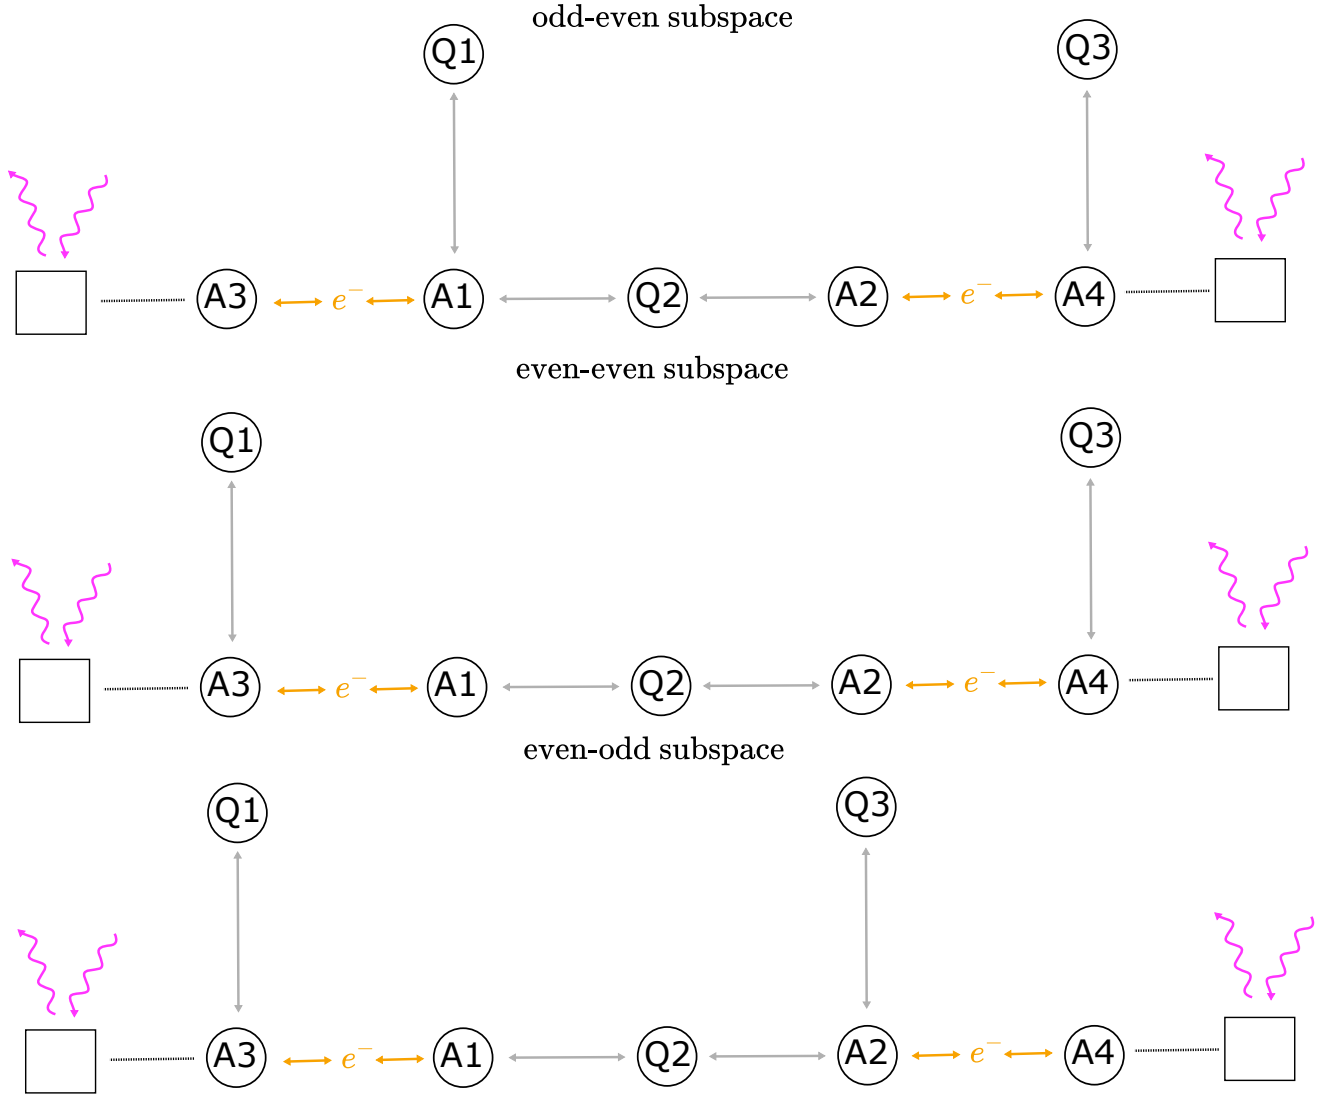 odd-even subspace
Q1 Q3
A3 e⁻ A1 Q2 A2 e⁻ A4
even-even subspace
Q1 Q3
A3 e⁻ A1 Q2 A2 e⁻ A4
even-odd subspace
Q1 Q3
A3 e⁻ A1 Q2 A2 e⁻ A4